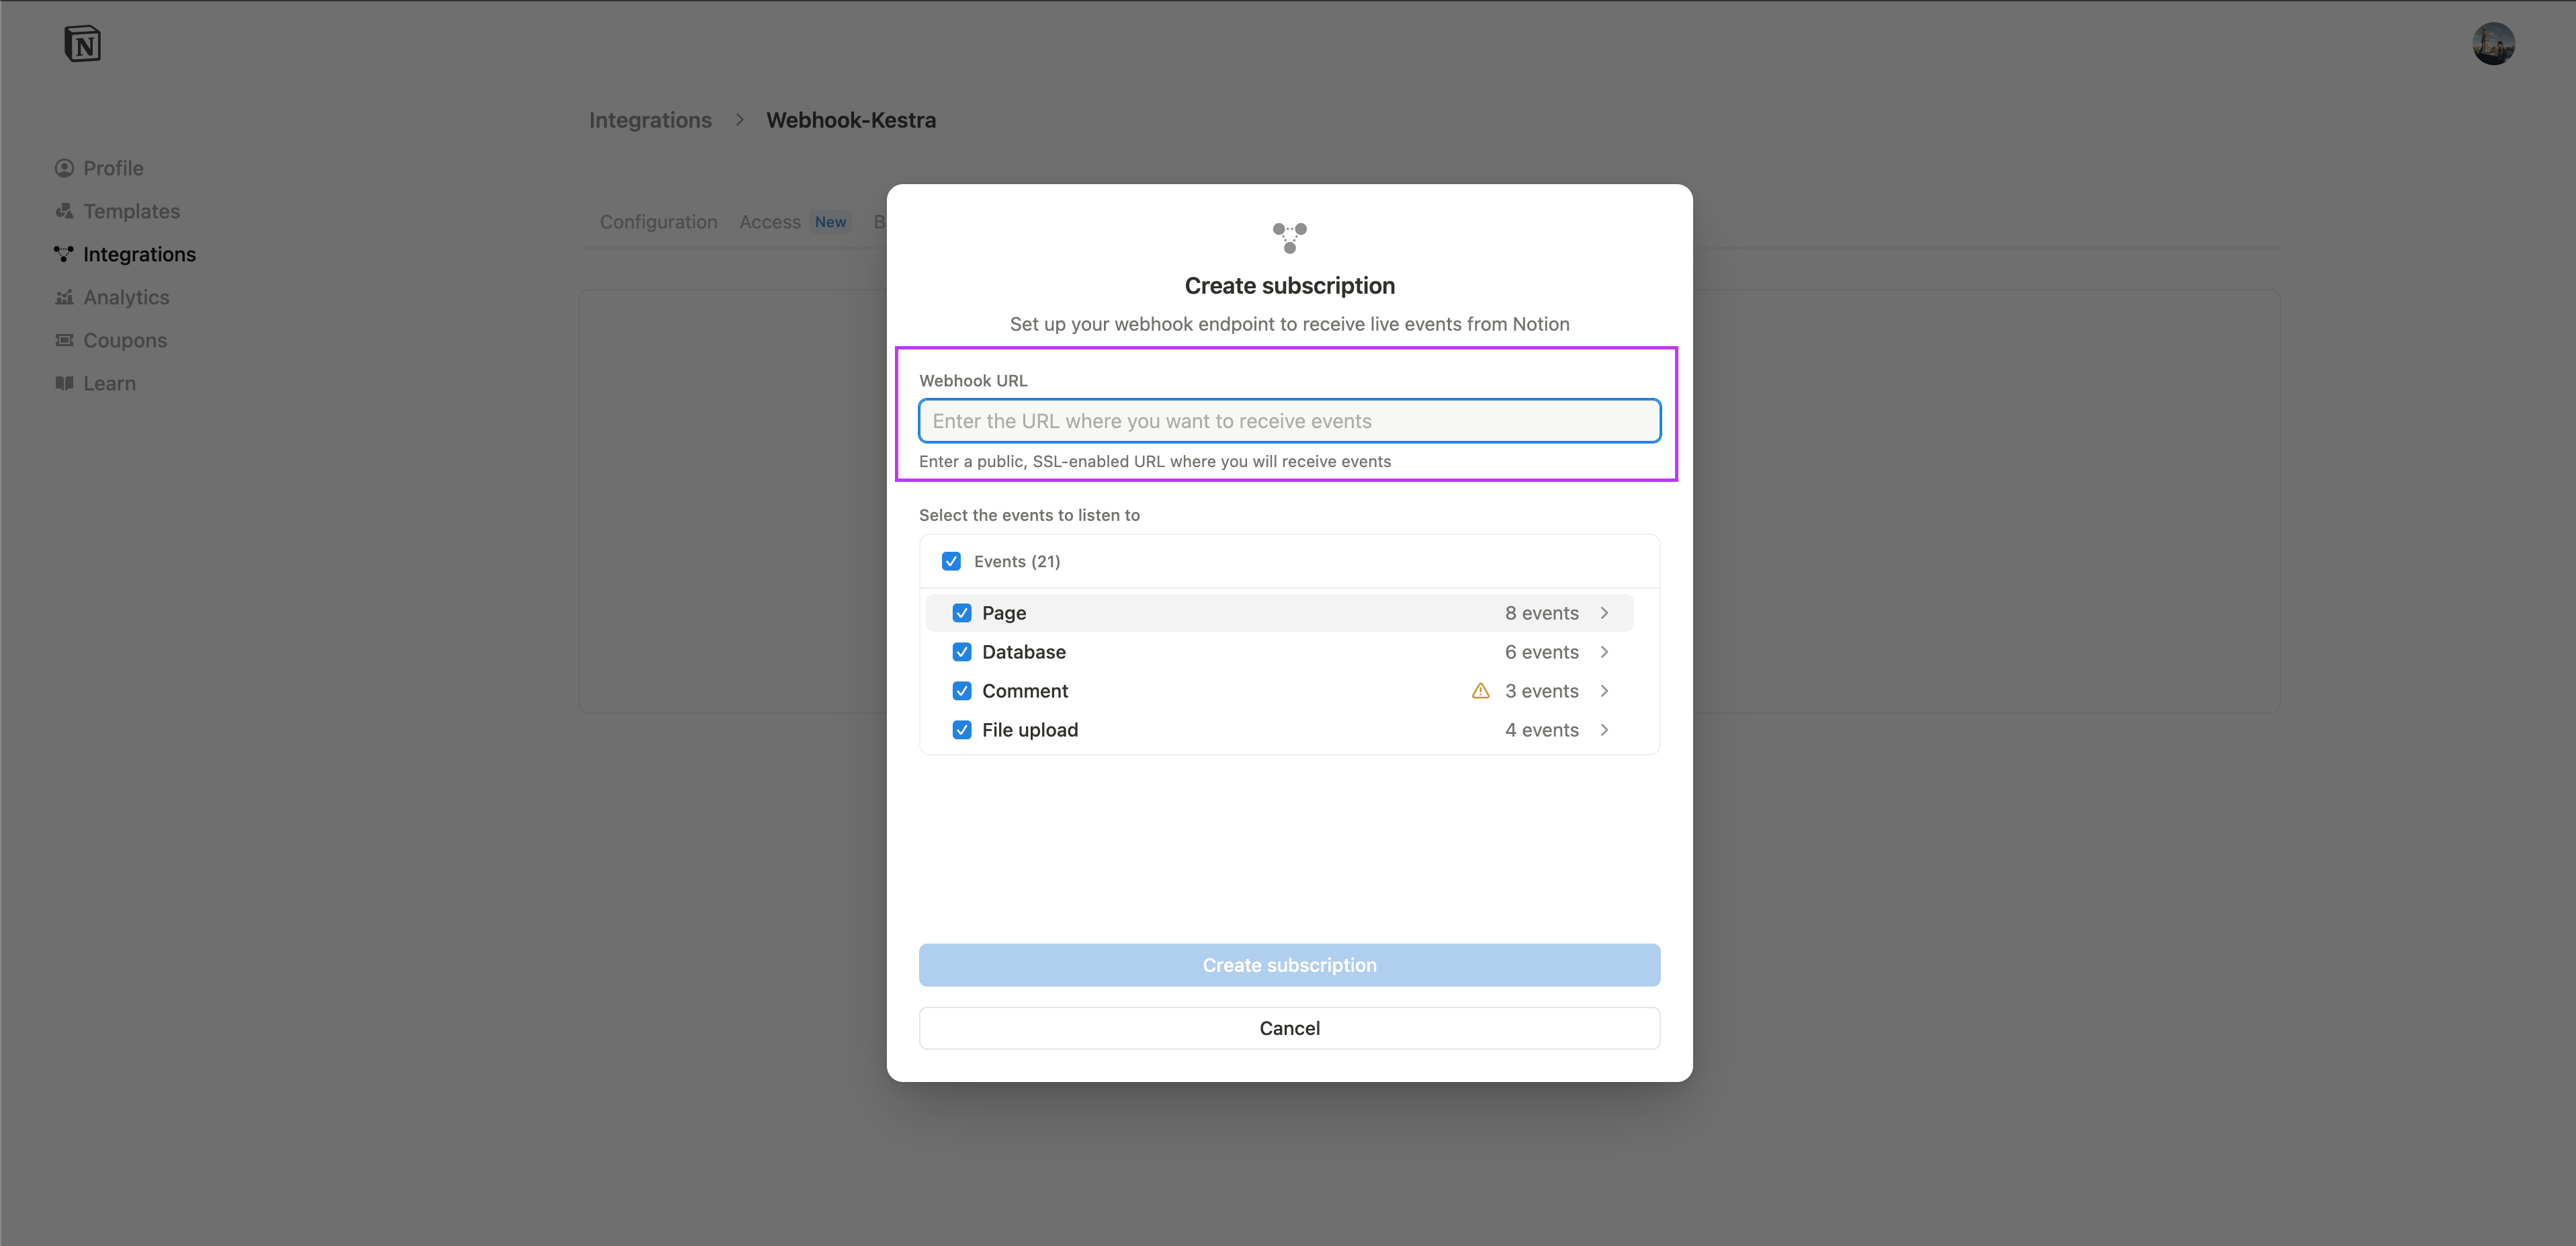 N
Integrations > Webhook-Kestra
Profile
Templates
Integrations
Analytics
Coupons
Learn
Configuration Access New B
Create subscription
Set up your webhook endpoint to receive live events from Notion
Webhook URL
Enter the URL where you want to receive events
Enter a public, SSL-enabled URL where you will receive events
Select the events to listen to
Events (21)
Page 8 events
Database 6 events
Comment 3 events
File upload 4 events
Create subscription
Cancel